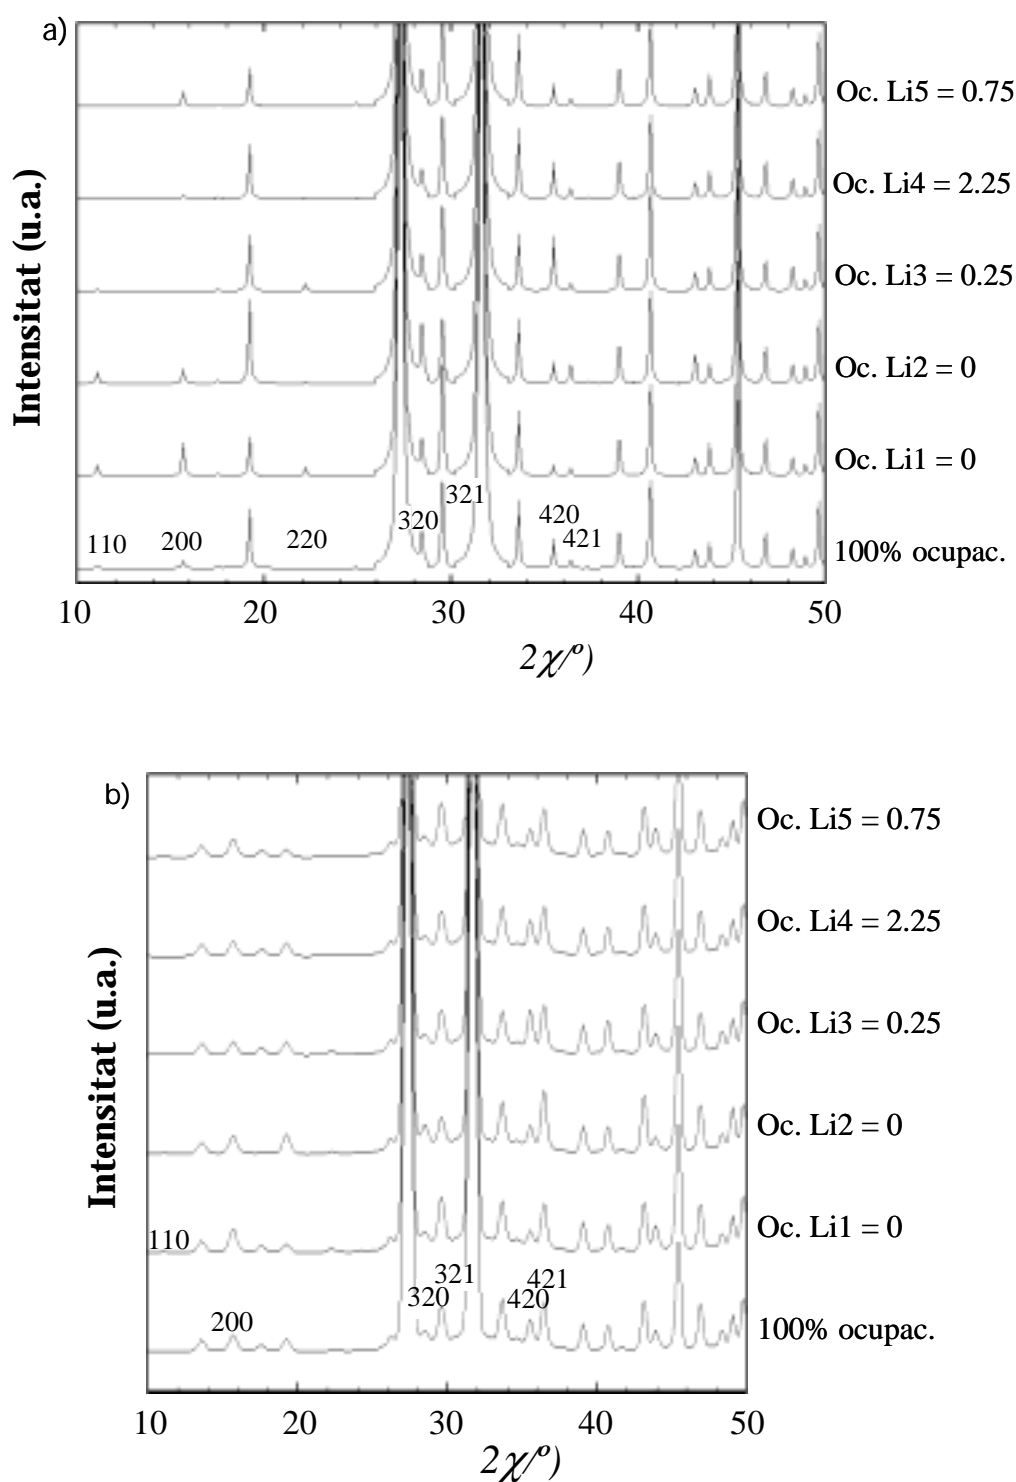 a)
Intensitat (u.a.)
Oc. Li5 = 0.75
Oc. Li4 = 2.25
Oc. Li3 = 0.25
Oc. Li2 = 0
Oc. Li1 = 0
100% ocupac.
110 200 220 320 321 420 421
10 20 30 40 50
2χ/º)
b)
Intensitat (u.a.)
Oc. Li5 = 0.75
Oc. Li4 = 2.25
Oc. Li3 = 0.25
Oc. Li2 = 0
Oc. Li1 = 0
100% ocupac.
110 200 320 321 420 421
10 20 30 40 50
2χ/º)